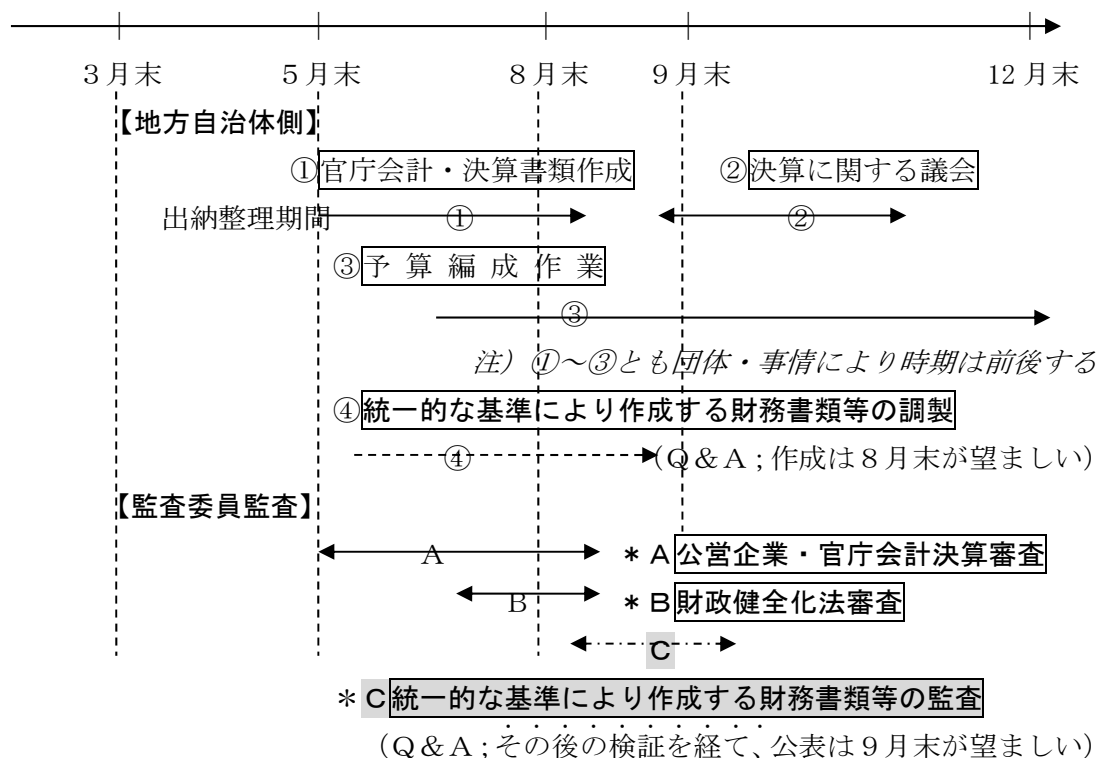 3月末 5月末 8月末 9月末 12月末
【地方自治体側】
①官庁会計・決算書類作成 ②決算に関する議会
出納整理期間 ① ②
③予算編成作業
③
注)①~③とも団体・事情により時期は前後する
④統一的な基準により作成する財務書類等の調製
④ (Q&A;作成は8月末が望ましい)
【監査委員監査】
A *A公営企業・官庁会計決算審査
B *B財政健全化法審査
C
*C統一的な基準により作成する財務書類等の監査
(Q&A;その後の検証を経て、公表は9月末が望ましい)